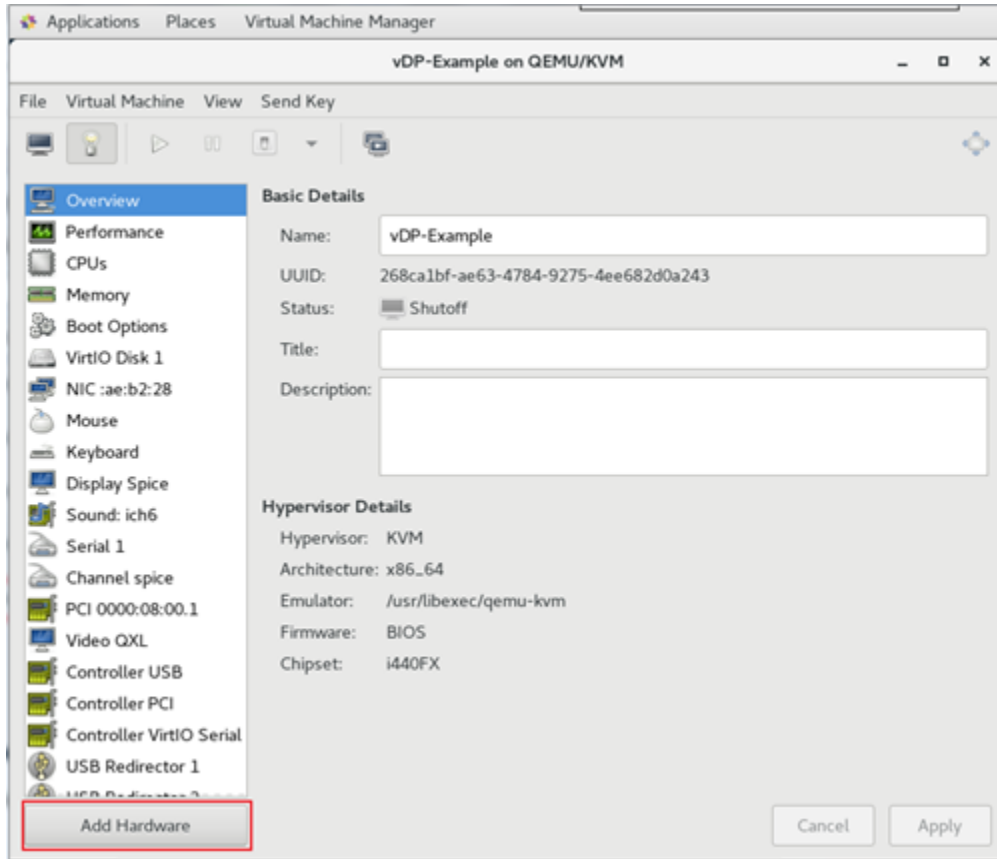 Applications Places Virtual Machine Manager
vDP-Example on QEMU/KVM
File Virtual Machine View Send Key
Overview
Performance
CPUs
Memory
Boot Options
VirtIO Disk 1
NIC :ae:b2:28
Mouse
Keyboard
Display Spice
Sound: ich6
Serial 1
Channel spice
PCI 0000:08:00.1
Video QXL
Controller USB
Controller PCI
Controller VirtIO Serial
USB Redirector 1
USB Redirector 2
Add Hardware
Basic Details
Name: vDP-Example
UUID: 268ca1bf-ae63-4784-9275-4ee682d0a243
Status: Shutoff
Title:
Description:
Hypervisor Details
Hypervisor: KVM
Architecture: x86_64
Emulator: /usr/libexec/qemu-kvm
Firmware: BIOS
Chipset: i440FX
Cancel Apply